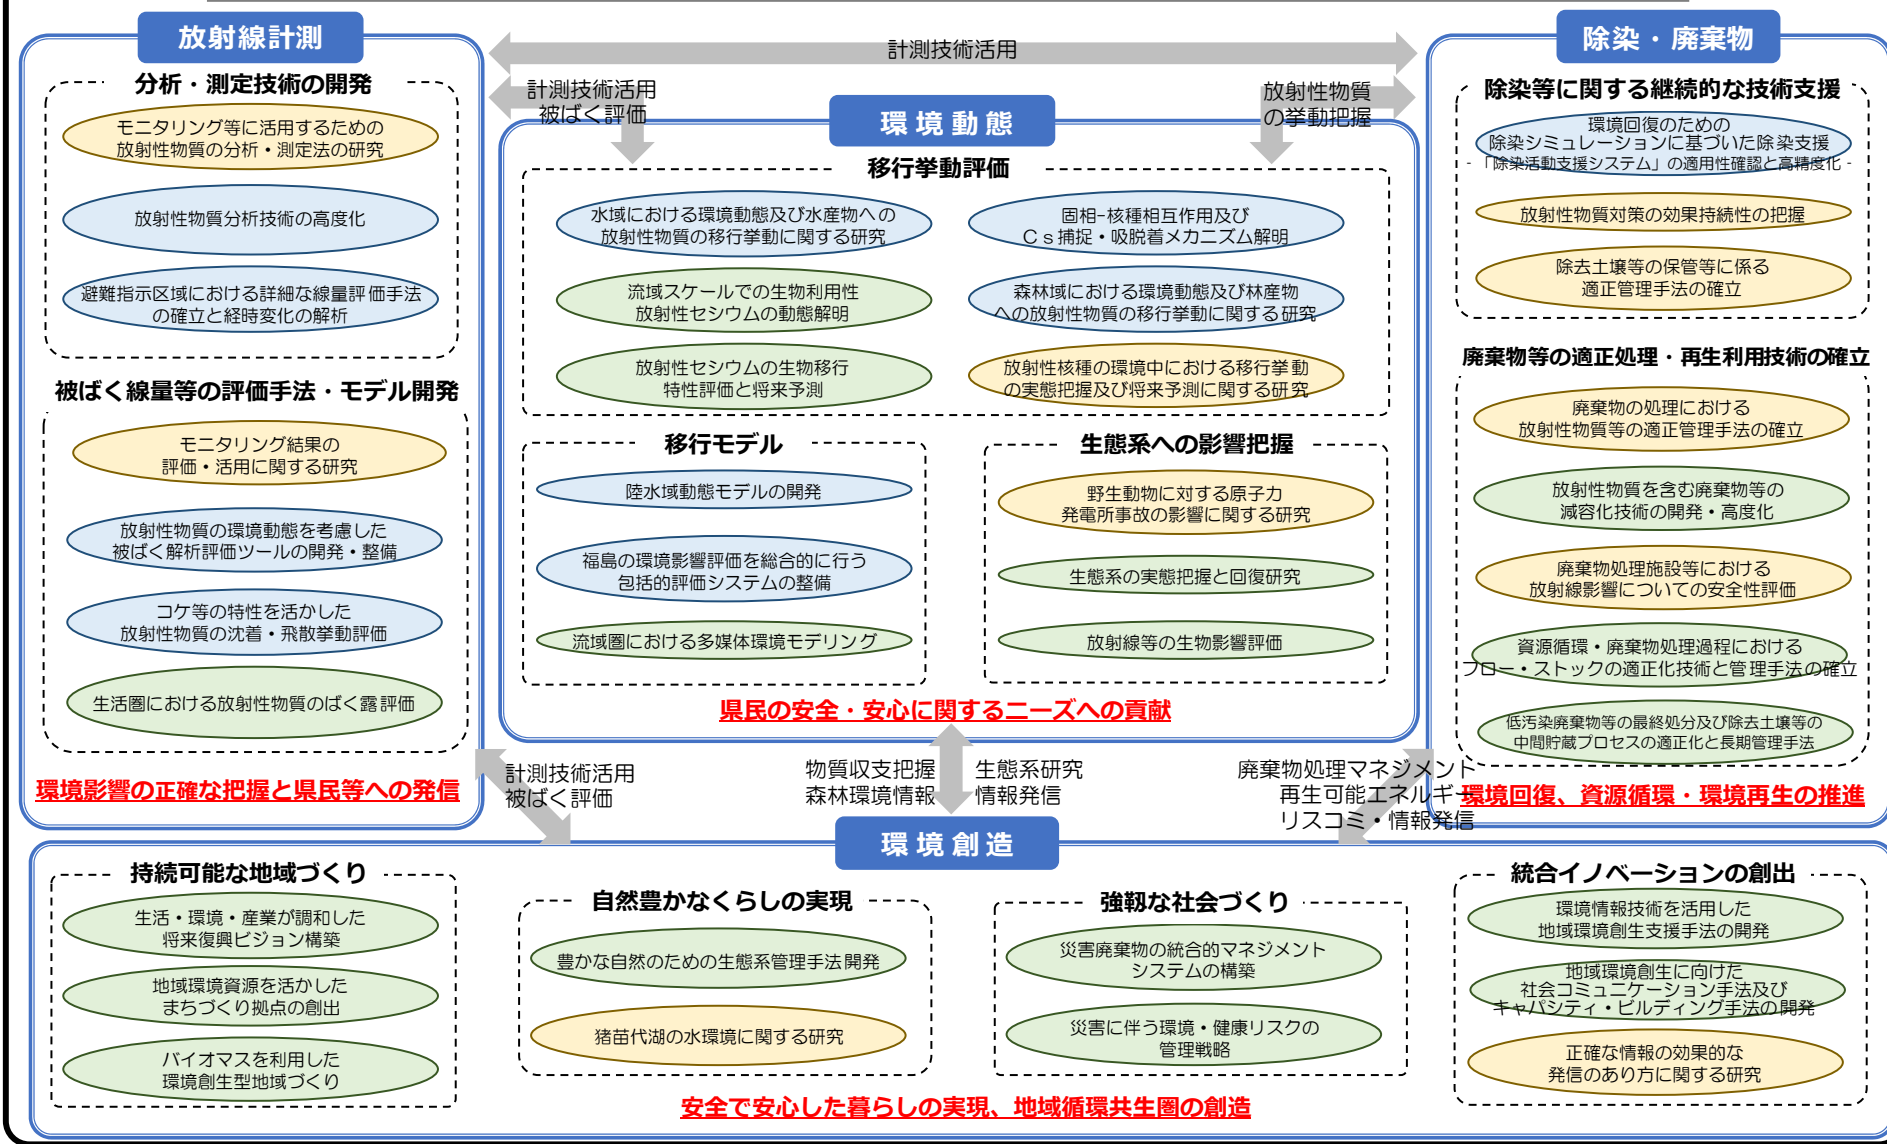 放射線計測
分析・測定技術の開発
モニタリング等に活用するための
放射性物質の分析・測定法の研究
放射性物質分析技術の高度化
避難指示区域における詳細な線量評価手法
の確立と経時変化の解析
被ばく線量等の評価手法・モデル開発
モニタリング結果の
評価・活用に関する研究
放射性物質の環境動態を考慮した
被ばく解析評価ツールの開発・整備
コケ等の特性を活かした
放射性物質の沈着・飛散挙動評価
生活圏における放射性物質のばく露評価
環境影響の正確な把握と県民等への発信
計測技術活用
計測技術活用
被ばく評価
放射性物質
の挙動把握
環境動態
移行挙動評価
水域における環境動態及び水産物への
放射性物質の移行挙動に関する研究
固相-核種相互作用及び
Ｃｓ捕捉・吸脱着メカニズム解明
流域スケールでの生物利用性
放射性セシウムの動態解明
森林域における環境動態及び林産物
への放射性物質の移行挙動に関する研究
放射性セシウムの生物移行
特性評価と将来予測
放射性核種の環境中における移行挙動
の実態把握及び将来予測に関する研究
移行モデル
陸水域動態モデルの開発
福島の環境影響評価を総合的に行う
包括的評価システムの整備
流域圏における多媒体環境モデリング
生態系への影響把握
野生動物に対する原子力
発電所事故の影響に関する研究
生態系の実態把握と回復研究
放射線等の生物影響評価
県民の安全・安心に関するニーズへの貢献
除染・廃棄物
除染等に関する継続的な技術支援
環境回復のための
除染シミュレーションに基づいた除染支援
-「除染活動支援システム」の適用性確認と高精度化-
放射性物質対策の効果持続性の把握
除去土壌等の保管等に係る
適正管理手法の確立
廃棄物等の適正処理・再生利用技術の確立
廃棄物の処理における
放射性物質等の適正管理手法の確立
放射性物質を含む廃棄物等の
減容化技術の開発・高度化
廃棄物処理施設等における
放射線影響についての安全性評価
資源循環・廃棄物処理過程における
フロー・ストックの適正化技術と管理手法の確立
低汚染廃棄物等の最終処分及び除去土壌等の
中間貯蔵プロセスの適正化と長期管理手法
環境回復、資源循環・環境再生の推進
計測技術活用
被ばく評価
物質収支把握
森林環境情報
生態系研究
情報発信
廃棄物処理マネジメント
再生可能エネルギー
リスコミ・情報発信
環境創造
持続可能な地域づくり
生活・環境・産業が調和した
将来復興ビジョン構築
地域環境資源を活かした
まちづくり拠点の創出
バイオマスを利用した
環境創生型地域づくり
自然豊かなくらしの実現
豊かな自然のための生態系管理手法開発
猪苗代湖の水環境に関する研究
強靱な社会づくり
災害廃棄物の統合的マネジメント
システムの構築
災害に伴う環境・健康リスクの
管理戦略
統合イノベーションの創出
環境情報技術を活用した
地域環境創生支援手法の開発
地域環境創生に向けた
社会コミュニケーション手法及び
キャパシティ・ビルディング手法の開発
正確な情報の効果的な
発信のあり方に関する研究
安全で安心した暮らしの実現、地域循環共生圏の創造